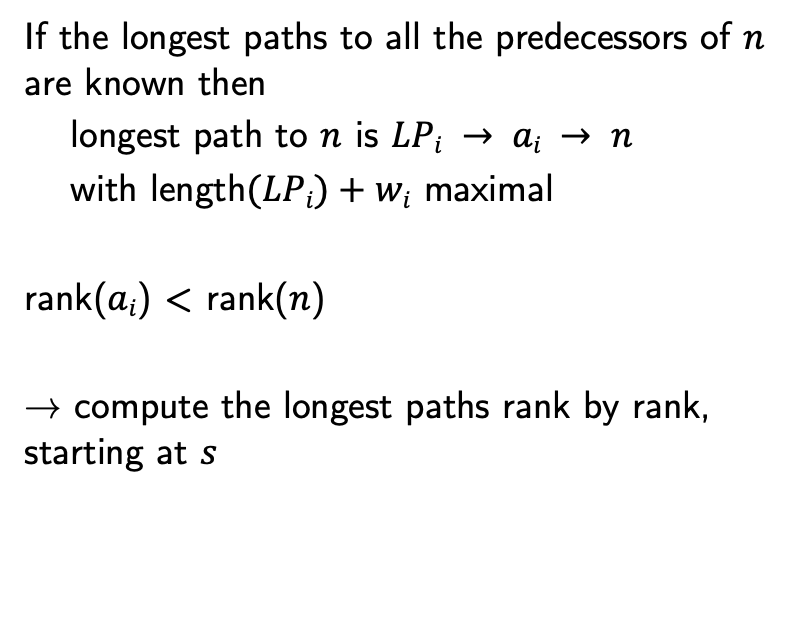 If the longest paths to all the predecessors of n
are known then
longest path to n is LPᵢ → aᵢ → n
with length(LPᵢ) + wᵢ maximal
rank(aᵢ) < rank(n)
→ compute the longest paths rank by rank,
starting at s